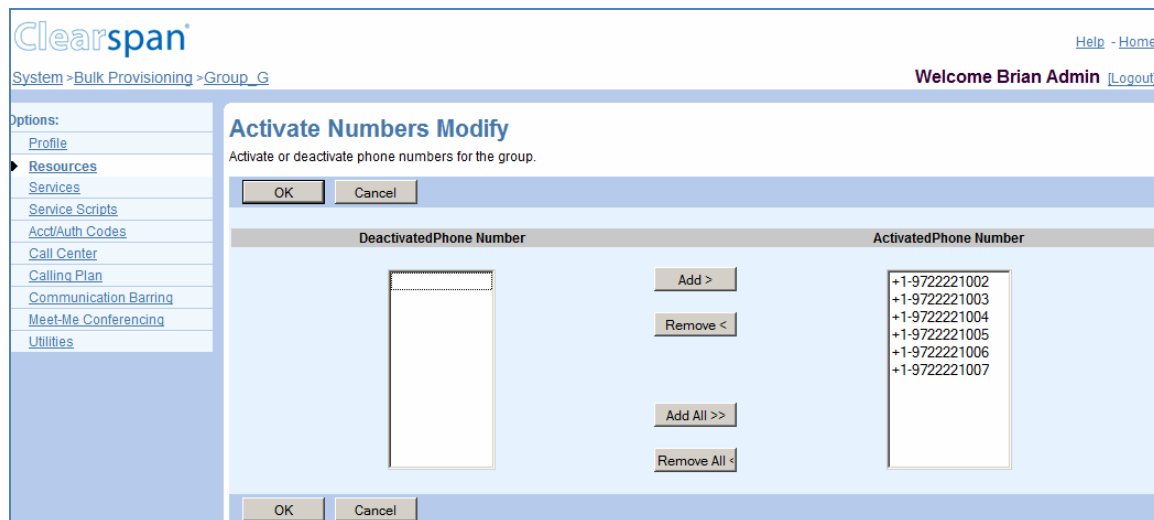 Clearspan
Help - Home
System >Bulk Provisioning >Group_G
Welcome Brian Admin [Logout]
Options:
Profile
Resources
Services
Service Scripts
Acct/Auth Codes
Call Center
Calling Plan
Communication Barring
Meet-Me Conferencing
Utilities
Activate Numbers Modify
Activate or deactivate phone numbers for the group.
OK Cancel
DeactivatedPhone Number
ActivatedPhone Number
Add >
Remove <
Add All >>
Remove All <
+1-9722221002
+1-9722221003
+1-9722221004
+1-9722221005
+1-9722221006
+1-9722221007
OK Cancel